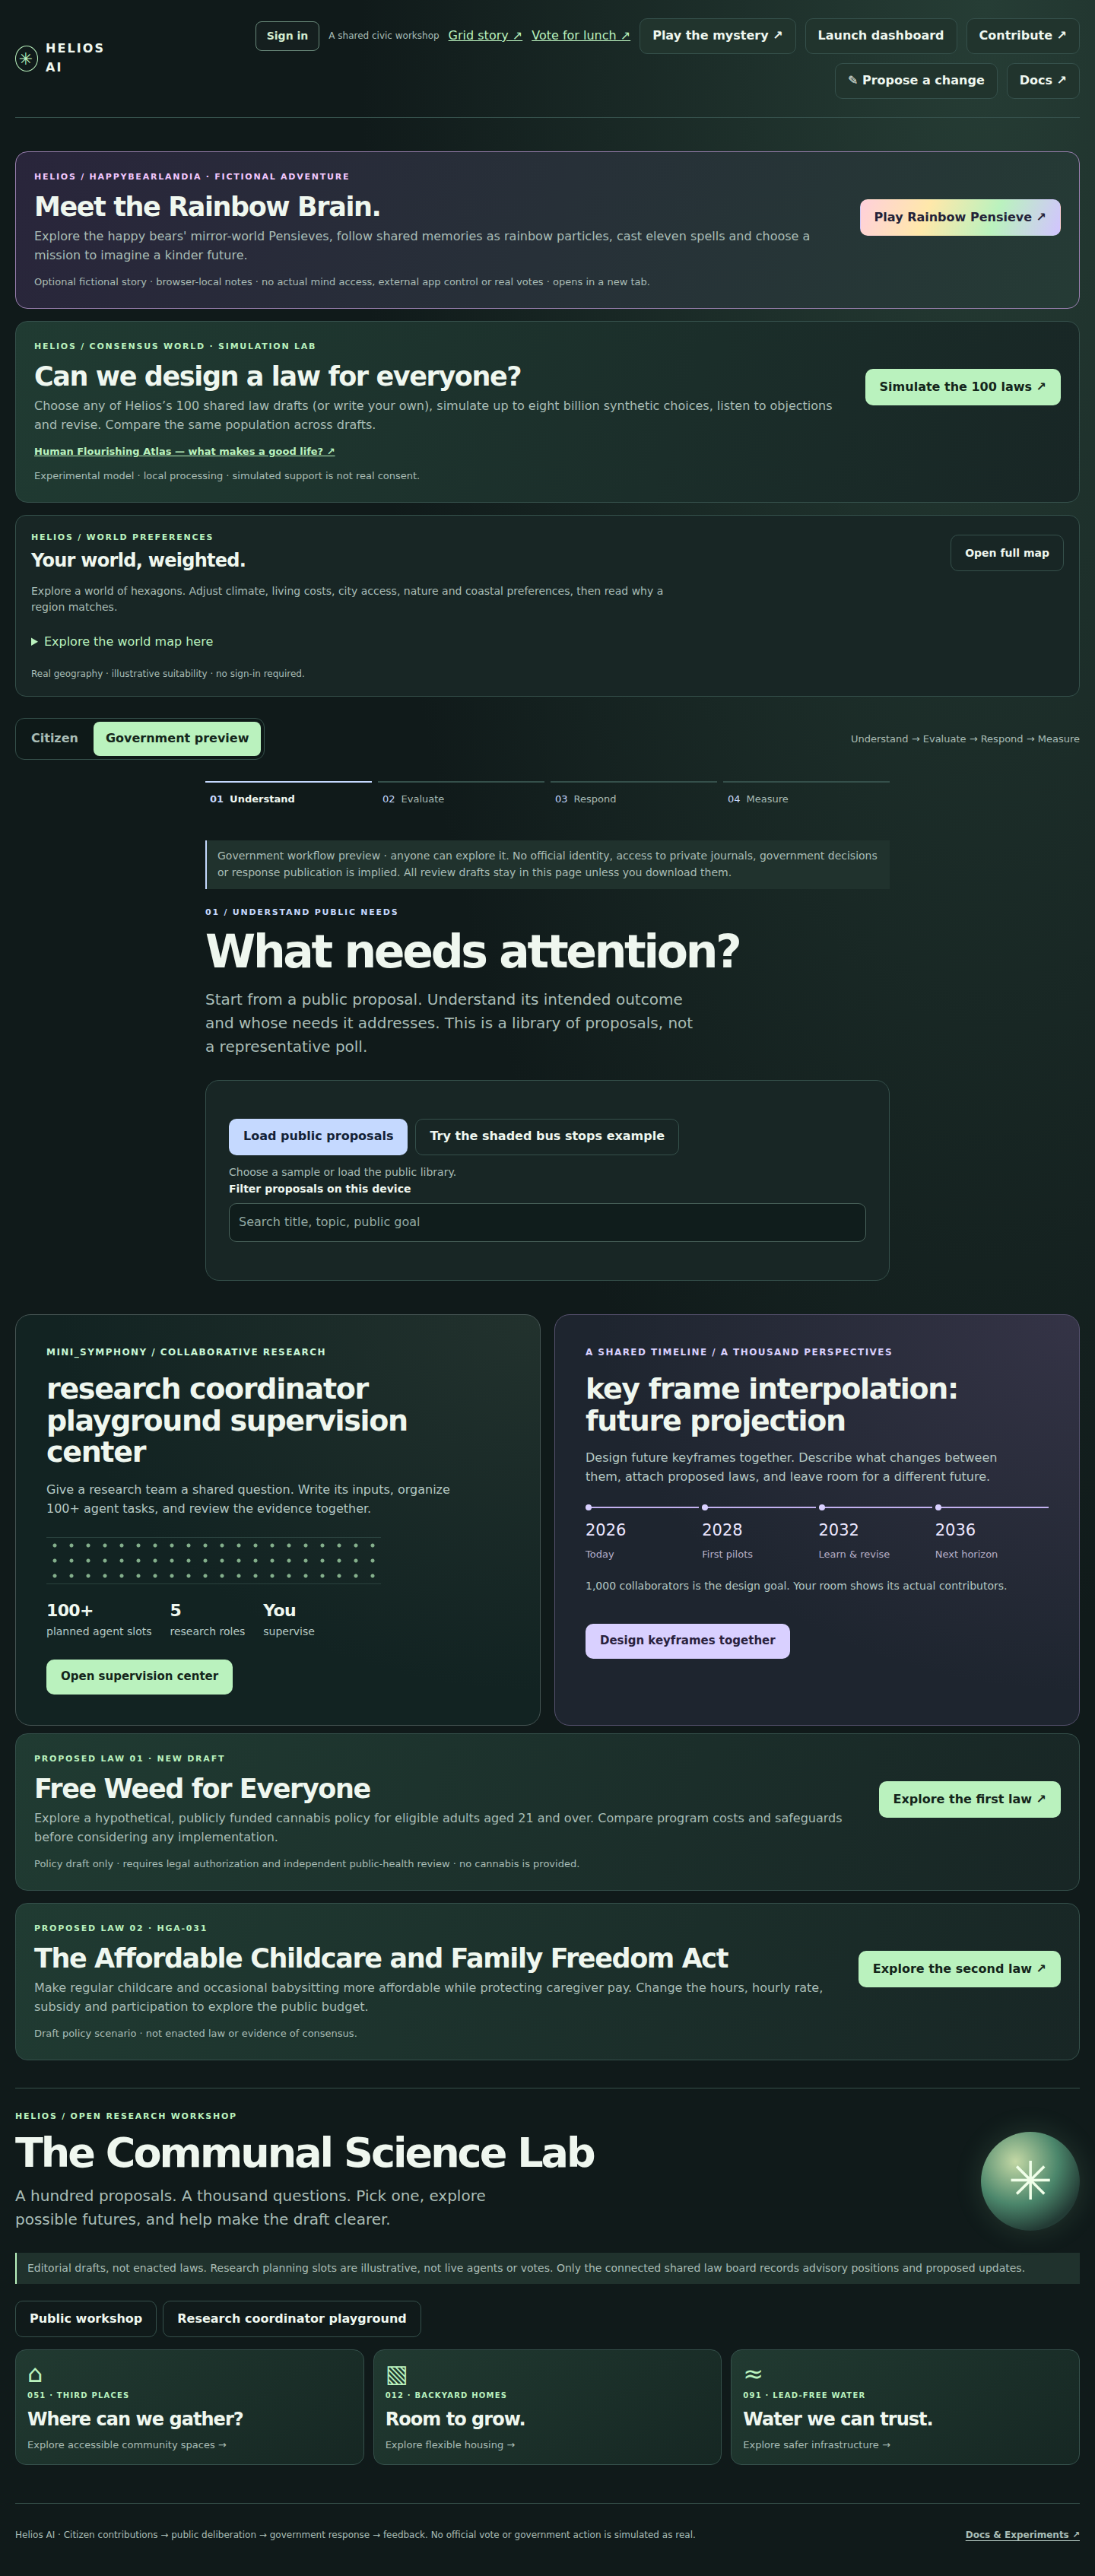 HELIOS
AI
Sign in
A shared civic workshop
Grid story ↗
Vote for lunch ↗
Play the mystery ↗
Launch dashboard
Contribute ↗
✎ Propose a change
Docs ↗
HELIOS / HAPPYBEARLANDIA · FICTIONAL ADVENTURE
Meet the Rainbow Brain.
Explore the happy bears' mirror-world Pensieves, follow shared memories as rainbow particles, cast eleven spells and choose a
mission to imagine a kinder future.
Optional fictional story · browser-local notes · no actual mind access, external app control or real votes · opens in a new tab.
Play Rainbow Pensieve ↗
HELIOS / CONSENSUS WORLD · SIMULATION LAB
Can we design a law for everyone?
Choose any of Helios’s 100 shared law drafts (or write your own), simulate up to eight billion synthetic choices, listen to objections
and revise. Compare the same population across drafts.
Human Flourishing Atlas — what makes a good life? ↗
Experimental model · local processing · simulated support is not real consent.
Simulate the 100 laws ↗
HELIOS / WORLD PREFERENCES
Your world, weighted.
Explore a world of hexagons. Adjust climate, living costs, city access, nature and coastal preferences, then read why a
region matches.
▶ Explore the world map here
Real geography · illustrative suitability · no sign-in required.
Open full map
Citizen
Government preview
Understand → Evaluate → Respond → Measure
01 Understand
02 Evaluate
03 Respond
04 Measure
Government workflow preview · anyone can explore it. No official identity, access to private journals, government decisions
or response publication is implied. All review drafts stay in this page unless you download them.
01 / UNDERSTAND PUBLIC NEEDS
What needs attention?
Start from a public proposal. Understand its intended outcome
and whose needs it addresses. This is a library of proposals, not
a representative poll.
Load public proposals
Try the shaded bus stops example
Choose a sample or load the public library.
Filter proposals on this device
Search title, topic, public goal
MINI_SYMPHONY / COLLABORATIVE RESEARCH
research coordinator
playground supervision
center
Give a research team a shared question. Write its inputs, organize
100+ agent tasks, and review the evidence together.
100+
planned agent slots
5
research roles
You
supervise
Open supervision center
A SHARED TIMELINE / A THOUSAND PERSPECTIVES
key frame interpolation:
future projection
Design future keyframes together. Describe what changes between
them, attach proposed laws, and leave room for a different future.
2026
Today
2028
First pilots
2032
Learn & revise
2036
Next horizon
1,000 collaborators is the design goal. Your room shows its actual contributors.
Design keyframes together
PROPOSED LAW 01 · NEW DRAFT
Free Weed for Everyone
Explore a hypothetical, publicly funded cannabis policy for eligible adults aged 21 and over. Compare program costs and safeguards
before considering any implementation.
Policy draft only · requires legal authorization and independent public-health review · no cannabis is provided.
Explore the first law ↗
PROPOSED LAW 02 · HGA-031
The Affordable Childcare and Family Freedom Act
Make regular childcare and occasional babysitting more affordable while protecting caregiver pay. Change the hours, hourly rate,
subsidy and participation to explore the public budget.
Draft policy scenario · not enacted law or evidence of consensus.
Explore the second law ↗
HELIOS / OPEN RESEARCH WORKSHOP
The Communal Science Lab
A hundred proposals. A thousand questions. Pick one, explore
possible futures, and help make the draft clearer.
Editorial drafts, not enacted laws. Research planning slots are illustrative, not live agents or votes. Only the connected shared law board records advisory positions and proposed updates.
Public workshop
Research coordinator playground
051 · THIRD PLACES
Where can we gather?
Explore accessible community spaces →
012 · BACKYARD HOMES
Room to grow.
Explore flexible housing →
091 · LEAD-FREE WATER
Water we can trust.
Explore safer infrastructure →
Helios AI · Citizen contributions → public deliberation → government response → feedback. No official vote or government action is simulated as real.
Docs & Experiments ↗